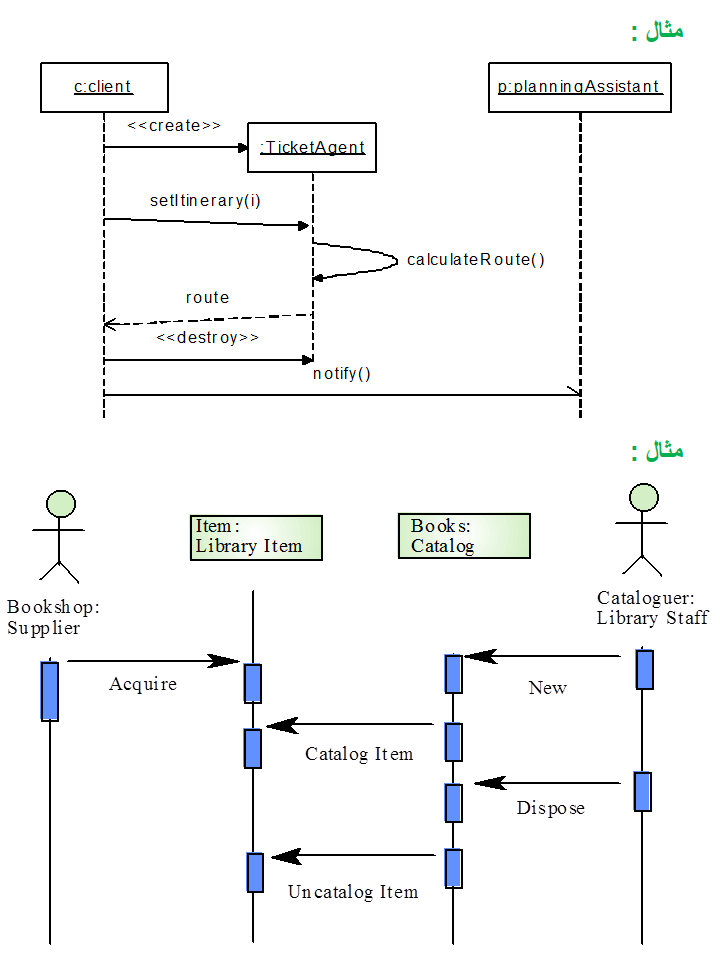 مثال :
c:client
p:planningAssistant
<<create>>
:TicketAgent
setItinerary(i)
calculateRoute()
route
<<destroy>>
notify()
مثال :
Item:
Library Item
Books:
Catalog
Bookshop:
Supplier
Cataloguer:
Library Staff
Acquire
New
Catalog Item
Dispose
Uncatalog Item